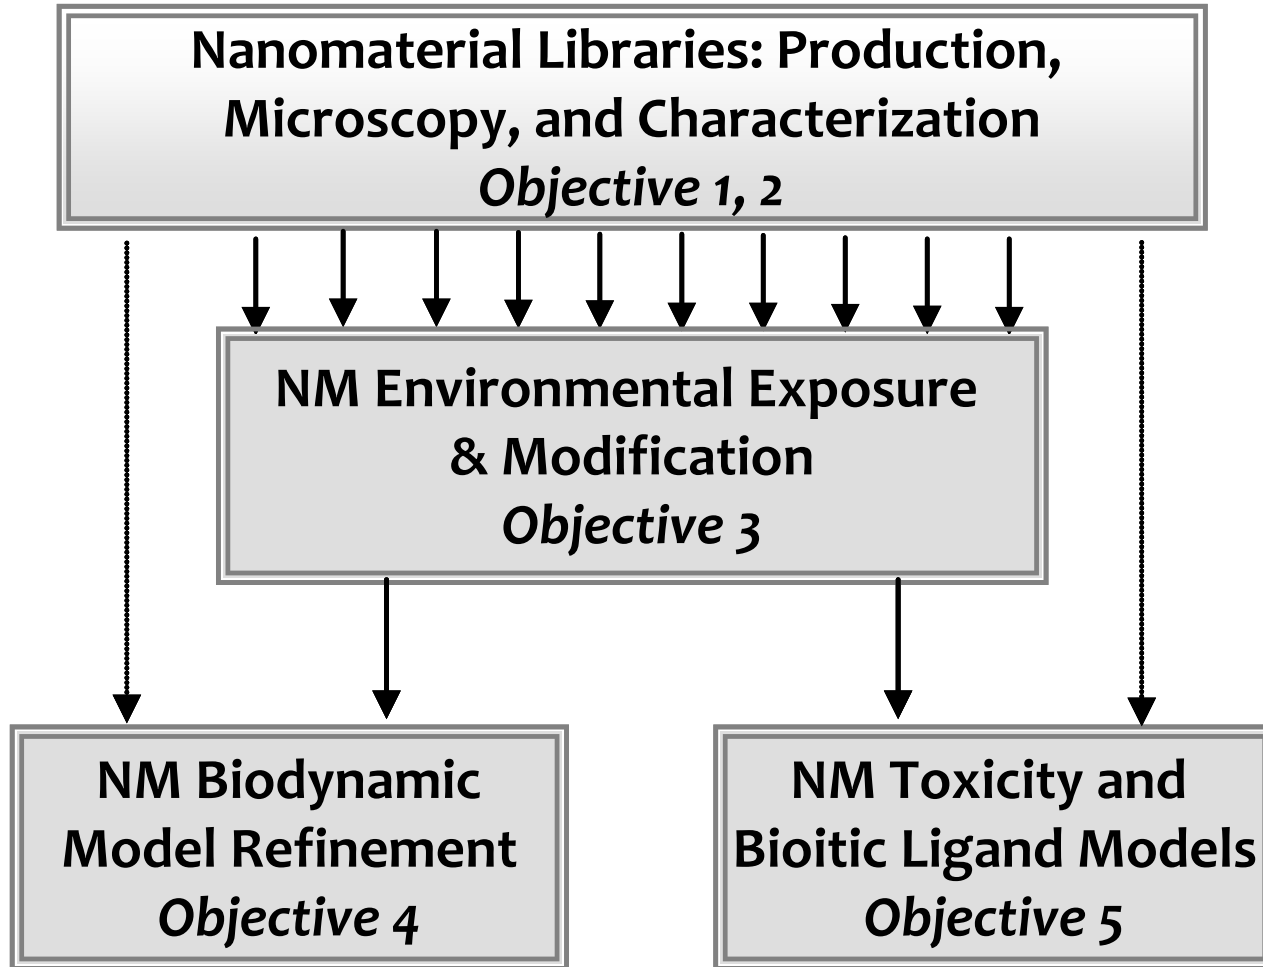 Nanomaterial Libraries: Production,
Microscopy, and Characterization
Objective 1, 2
NM Environmental Exposure
& Modification
Objective 3
NM Biodynamic
Model Refinement
Objective 4
NM Toxicity and
Bioitic Ligand Models
Objective 5